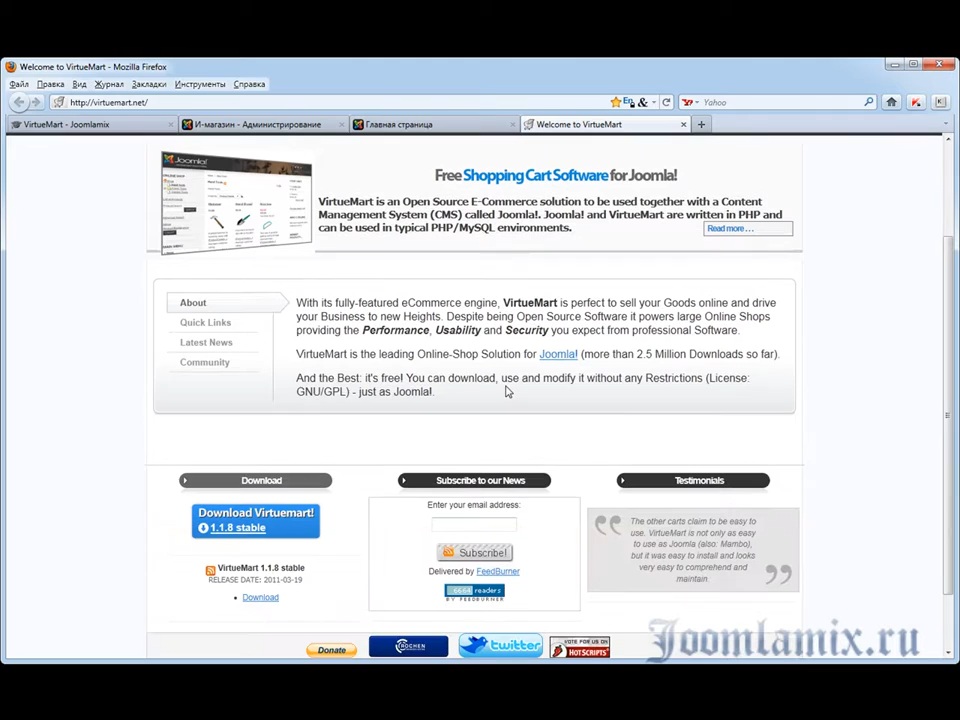 Welcome to VirtueMart - Mozilla Firefox
Файл Правка Вид Журнал Закладки Инструменты Справка
http://virtuemart.net/
En
&
Yahoo
VirtueMart - Joomlamix
И-магазин - Администрирование
Главная страница
Welcome to VirtueMart
Joomla!
Free Shopping Cart Software for Joomla!
VirtueMart is an Open Source E-Commerce solution to be used together with a Content
Management System (CMS) called Joomla!. Joomla! and VirtueMart are written in PHP and
can be used in typical PHP/MySQL environments.
Read more ...
About
Quick Links
Latest News
Community
With its fully-featured eCommerce engine, VirtueMart is perfect to sell your Goods online and drive
your Business to new Heights. Despite being Open Source Software it powers large Online Shops
providing the Performance, Usability and Security you expect from professional Software.
VirtueMart is the leading Online-Shop Solution for Joomla! (more than 2.5 Million Downloads so far).
And the Best: it's free! You can download, use and modify it without any Restrictions (License:
GNU/GPL) - just as Joomla!.
Download
Download Virtuemart!
1.1.8 stable
VirtueMart 1.1.8 stable
RELEASE DATE: 2011-03-19
Download
Subscribe to our News
Enter your email address:
Subscribe!
Delivered by FeedBurner
6664 readers
BY FEEDBURNER
Testimonials
The other carts claim to be easy to
use. VirtueMart is not only as easy
to use as Joomla (also: Mambo),
but it was easy to install and looks
very easy to comprehend and
maintain.
Donate
ROCHEN
twitter
VOTE FOR US ON
HOTSCRIPTS
Joomlamix.ru